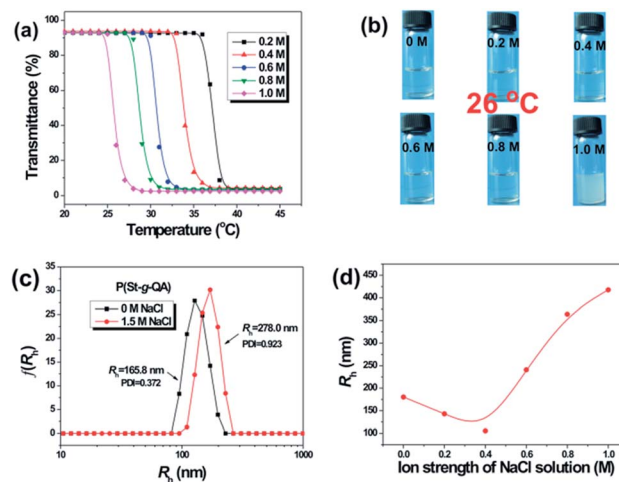 (a)
Transmittance (%)
100
80
60
40
20
0
20 25 30 35 40 45
Temperature (°C)
0.2 M
0.4 M
0.6 M
0.8 M
1.0 M
(b)
0 M
0.2 M
0.4 M
26 °C
0.6 M
0.8 M
1.0 M
(c)
P(St-g-QA)
0 M NaCl
1.5 M NaCl
f(Rh)
35
30
25
20
15
10
5
0
Rh=278.0 nm
PDI=0.923
Rh=165.8 nm
PDI=0.372
10 100 1000
Rh (nm)
(d)
Rh (nm)
450
400
350
300
250
200
150
100
0.0 0.2 0.4 0.6 0.8 1.0
Ion strength of NaCl solution (M)